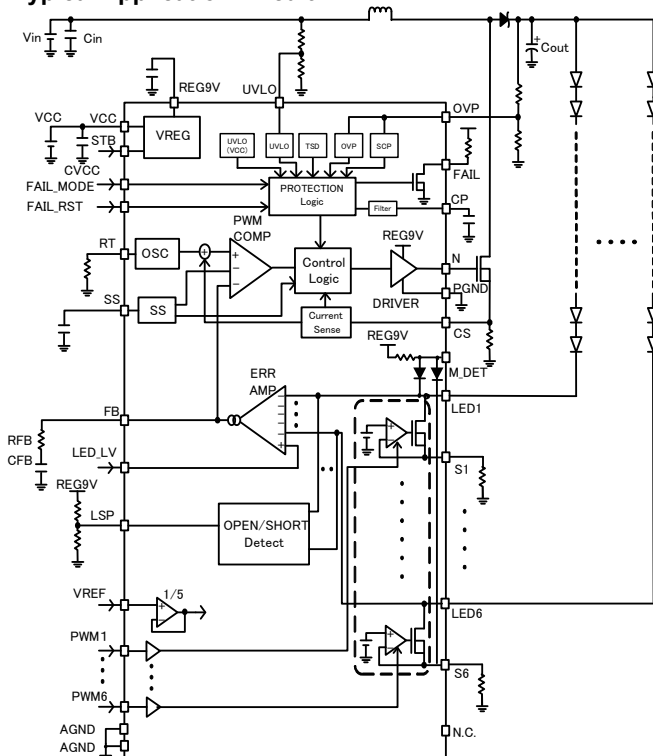 Typical Application
Vin
Cin
Cout
REG9V
UVLO
OVP
VCC
VCC
VREG
STB
CVCC
UVLO
(VCC)
UVLO
TSD
OVP
SCP
FAIL
FAIL_MODE
PROTECTION
Logic
FAIL_RST
Filter
CP
PWM
COMP
REG9V
RT
OSC
+
+
−
−
Control
Logic
N
DRIVER
PGND
SS
SS
Current
Sense
CS
REG9V
M_DET
ERR
AMP
LED1
FB
−
−
−
−
+
RFB
CFB
LED_LV
REG9V
S1
LSP
OPEN/SHORT
Detect
VREF
1/5
+
−
LED6
PWM1
PWM6
S6
AGND
AGND
N.C.